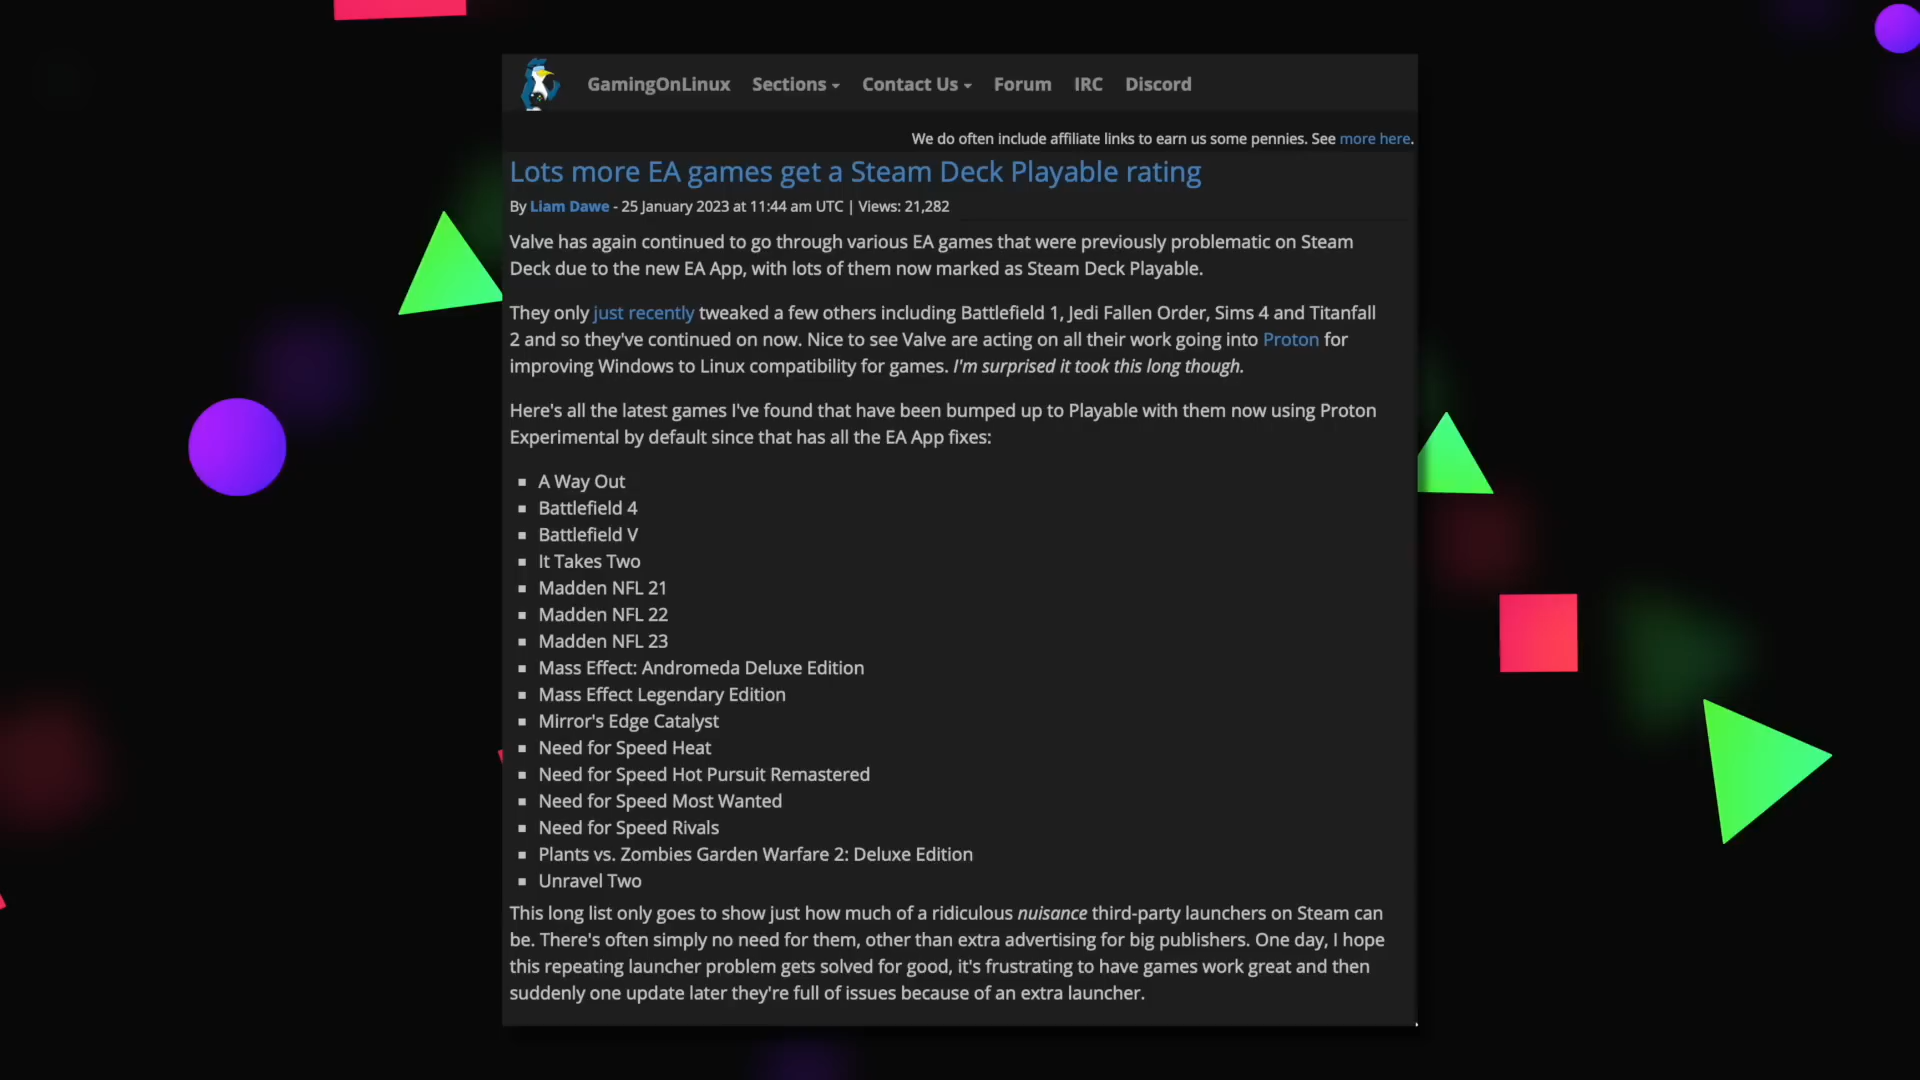 GamingOnLinux Sections Contact Us Forum IRC Discord
We do often include affiliate links to earn us some pennies. See more here.
Lots more EA games get a Steam Deck Playable rating
By Liam Dawe - 25 January 2023 at 11:44 am UTC | Views: 21,282
Valve has again continued to go through various EA games that were previously problematic on Steam
Deck due to the new EA App, with lots of them now marked as Steam Deck Playable.
They only just recently tweaked a few others including Battlefield 1, Jedi Fallen Order, Sims 4 and Titanfall
2 and so they've continued on now. Nice to see Valve are acting on all their work going into Proton for
improving Windows to Linux compatibility for games. I'm surprised it took this long though.
Here's all the latest games I've found that have been bumped up to Playable with them now using Proton
Experimental by default since that has all the EA App fixes:
A Way Out
Battlefield 4
Battlefield V
It Takes Two
Madden NFL 21
Madden NFL 22
Madden NFL 23
Mass Effect: Andromeda Deluxe Edition
Mass Effect Legendary Edition
Mirror's Edge Catalyst
Need for Speed Heat
Need for Speed Hot Pursuit Remastered
Need for Speed Most Wanted
Need for Speed Rivals
Plants vs. Zombies Garden Warfare 2: Deluxe Edition
Unravel Two
This long list only goes to show just how much of a ridiculous nuisance third-party launchers on Steam can
be. There's often simply no need for them, other than extra advertising for big publishers. One day, I hope
this repeating launcher problem gets solved for good, it's frustrating to have games work great and then
suddenly one update later they're full of issues because of an extra launcher.